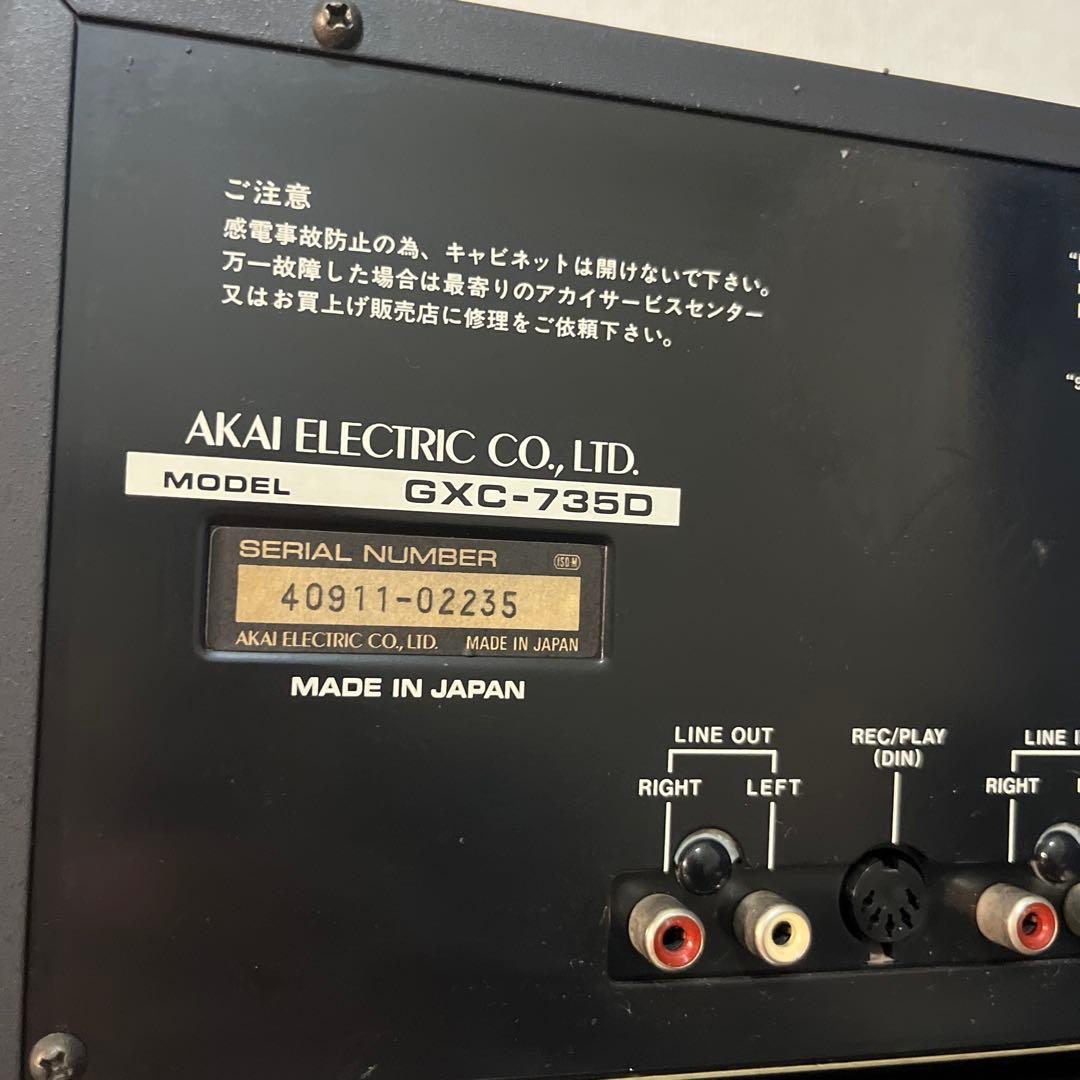 ご注意
感電事故防止の為、キャビネットは開けないで下さい。
万一故障した場合は最寄りのアカイサービスセンター
又はお買上げ販売店に修理をご依頼下さい。
AKAI ELECTRIC CO., LTD.
MODEL GXC-735D
SERIAL NUMBER
40911-02235
AKAI ELECTRIC CO., LTD. MADE IN JAPAN
MADE IN JAPAN
LINE OUT
RIGHT LEFT
REC/PLAY
(DIN)
LINE
RIGHT